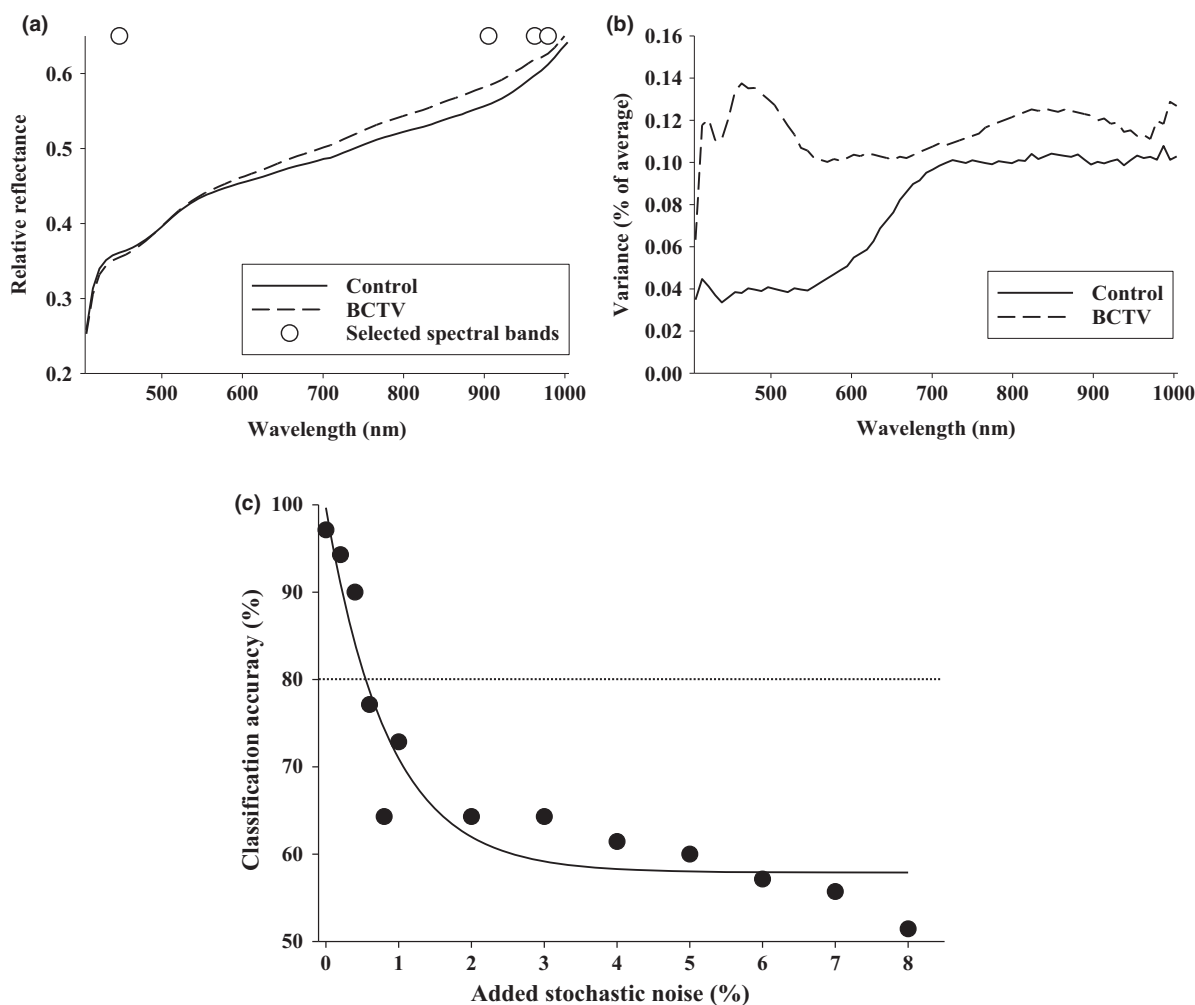 (a)
0.6
0.5
0.4
0.3
0.2
Relative reflectance
Control
BCTV
Selected spectral bands
500 600 700 800 900 1000
Wavelength (nm)
(b)
0.16
0.14
0.12
0.10
0.08
0.06
0.04
0.02
0.00
Variance (% of average)
Control
BCTV
500 600 700 800 900 1000
Wavelength (nm)
(c)
100
90
80
70
60
50
Classification accuracy (%)
0 1 2 3 4 5 6 7 8
Added stochastic noise (%)